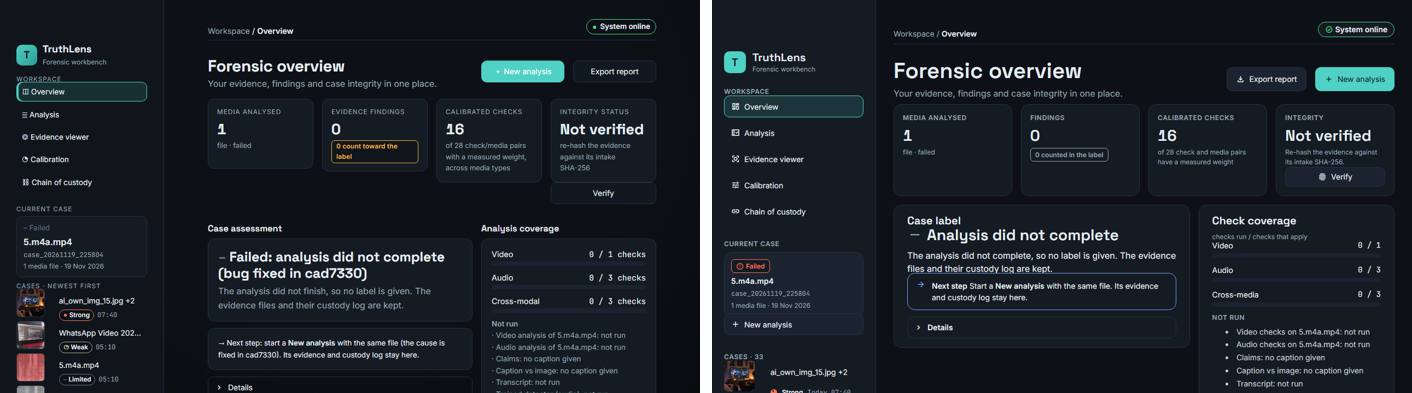 T
TruthLens
Forensic workbench
WORKSPACE
Overview
Analysis
Evidence viewer
Calibration
Chain of custody
CURRENT CASE
– Failed
5.m4a.mp4
case_20261119_225804
1 media file · 19 Nov 2026
CASES · NEWEST FIRST
ai_own_img_15.jpg +2
Strong 07:40
WhatsApp Video 202...
Weak 05:10
5.m4a.mp4
– Limited 05:10
Workspace / Overview
System online
Forensic overview
Your evidence, findings and case integrity in one place.
+ New analysis
Export report
MEDIA ANALYSED
1
file · failed
EVIDENCE FINDINGS
0
0 count toward the
label
CALIBRATED CHECKS
16
of 28 check/media pairs
with a measured weight,
across media types
INTEGRITY STATUS
Not verified
re-hash the evidence
against its intake
SHA-256
Verify
Case assessment
– Failed: analysis did not complete
(bug fixed in cad7330)
The analysis did not finish, so no label is given. The
evidence files and their custody log are kept.
→ Next step: start a New analysis with the same file (the cause is
fixed in cad7330). Its evidence and custody log stay here.
› Details
Analysis coverage
Video 0 / 1 checks
Audio 0 / 3 checks
Cross-modal 0 / 3 checks
Not run
· Video analysis of 5.m4a.mp4: not run
· Audio analysis of 5.m4a.mp4: not run
· Claims: no caption given
· Caption vs image: no caption given
· Transcript: not run
T
TruthLens
Forensic workbench
WORKSPACE
Overview
Analysis
Evidence viewer
Calibration
Chain of custody
CURRENT CASE
Failed
5.m4a.mp4
case_20261119_225804
1 media file · 19 Nov 2026
+ New analysis
CASES · 33
ai_own_img_15.jpg +2
Strong Today 07:40
Workspace / Overview
System online
Forensic overview
Your evidence, findings and case integrity in one place.
Export report
+ New analysis
MEDIA ANALYSED
1
file · failed
FINDINGS
0
0 counted in the label
CALIBRATED CHECKS
16
of 28 check and media pairs
have a measured weight
INTEGRITY
Not verified
Re-hash the evidence against
its intake SHA-256.
Verify
Case label
– Analysis did not complete
The analysis did not complete, so no label is given. The evidence
files and their custody log are kept.
→ Next step Start a New analysis with the same file. Its evidence
and custody log stay here.
› Details
Check coverage
checks run / checks that apply
Video 0 / 1
Audio 0 / 3
Cross-media 0 / 3
NOT RUN
• Video checks on 5.m4a.mp4: not run
• Audio checks on 5.m4a.mp4: not run
• Claims: no caption given
• Caption vs image: no caption given
• Transcript: not run